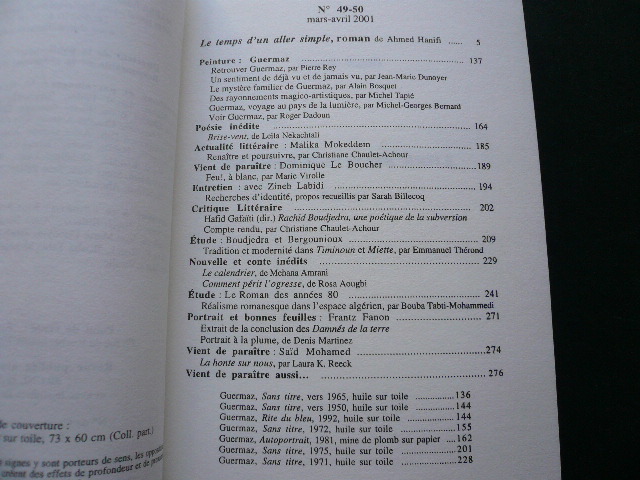 N° 49-50
mars-avril 2001
Le temps d'un aller simple, roman de Ahmed Hanifi ...... 5
Peinture : Guermaz ........ 137
Retrouver Guermaz, par Pierre Rey
Un sentiment de déjà vu et de jamais vu, par Jean-Marie Dunoyer
Le mystère familier de Guermaz, par Alain Bosquet
Des rayonnements magico-artistiques, par Michel Tapié
Guermaz, voyage au pays de la lumière, par Michel-Georges Bernard
Voir Guermaz, par Roger Dadoun
Poésie inédite ........ 164
Brise-vent, de Leïla Nekachtali
Actualité littéraire : Malika Mokeddem ........ 185
Renaître et poursuivre, par Christiane Chaulet-Achour
Vient de paraître : Dominique Le Boucher ........ 189
Feu!, à blanc, par Marie Virolle
Entretien : avec Zineb Labidi ........ 194
Recherches d'identité, propos recueillis par Sarah Billecoq
Critique Littéraire ........ 202
Hafid Gafaïti (dir.) Rachid Boudjedra, une poétique de la subversion
Compte rendu, par Christiane Chaulet-Achour
Étude : Boudjedra et Bergounioux ........ 209
Tradition et modernité dans Timinoun et Miette, par Emmanuel Thérond
Nouvelle et conte inédits ........ 229
Le calendrier, de Mehana Amrani
Comment périt l'ogresse, de Rosa Aoughi
Étude : Le Roman des années 80 ........ 241
Réalisme romanesque dans l'espace algérien, par Bouba Tabti-Mohammedi
Portrait et bonnes feuilles : Frantz Fanon ........ 271
Extrait de la conclusion des Damnés de la terre
Portrait à la plume, de Denis Martinez
Vient de paraître : Saïd Mohamed ........ 274
La honte sur nous, par Laura K. Reeck
Vient de paraître aussi... ........ 276
Guermaz, Sans titre, vers 1965, huile sur toile ........ 136
Guermaz, Sans titre, vers 1950, huile sur toile ........ 144
Guermaz, Rite du bleu, 1992, huile sur toile ........ 144
Guermaz, Sans titre, 1972, huile sur toile ........ 155
Guermaz, Autoportrait, 1981, mine de plomb sur papier .... 162
Guermaz, Sans titre, 1975, huile sur toile ........ 201
Guermaz, Sans titre, 1971, huile sur toile ........ 228
de couverture :
sur toile, 73 x 60 cm (Coll. part.)
signes y sont porteurs de sens, les
créent des effets de profondeur et de